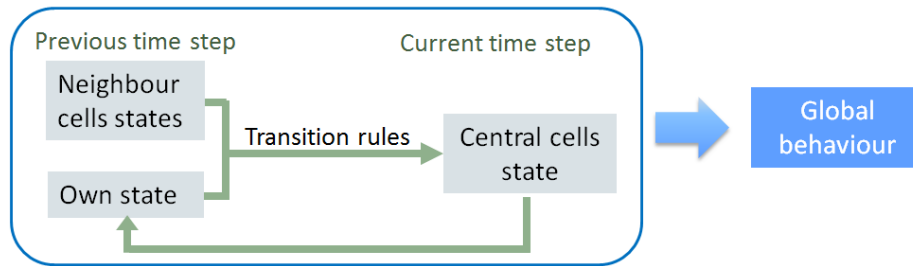 Previous time step
Current time step
Neighbour
cells states
Transition rules
Central cells
state
Own state
Global
behaviour